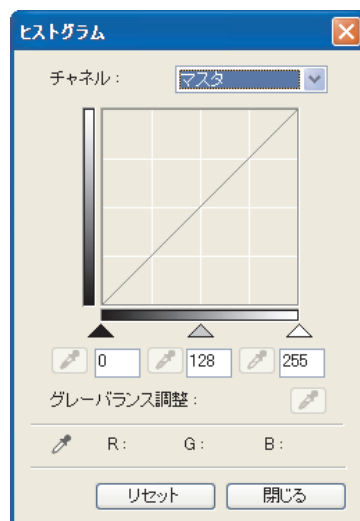 ヒストグラム
チャネル： マスタ
0 128 255
グレーバランス調整：
R： G： B：
リセット 閉じる